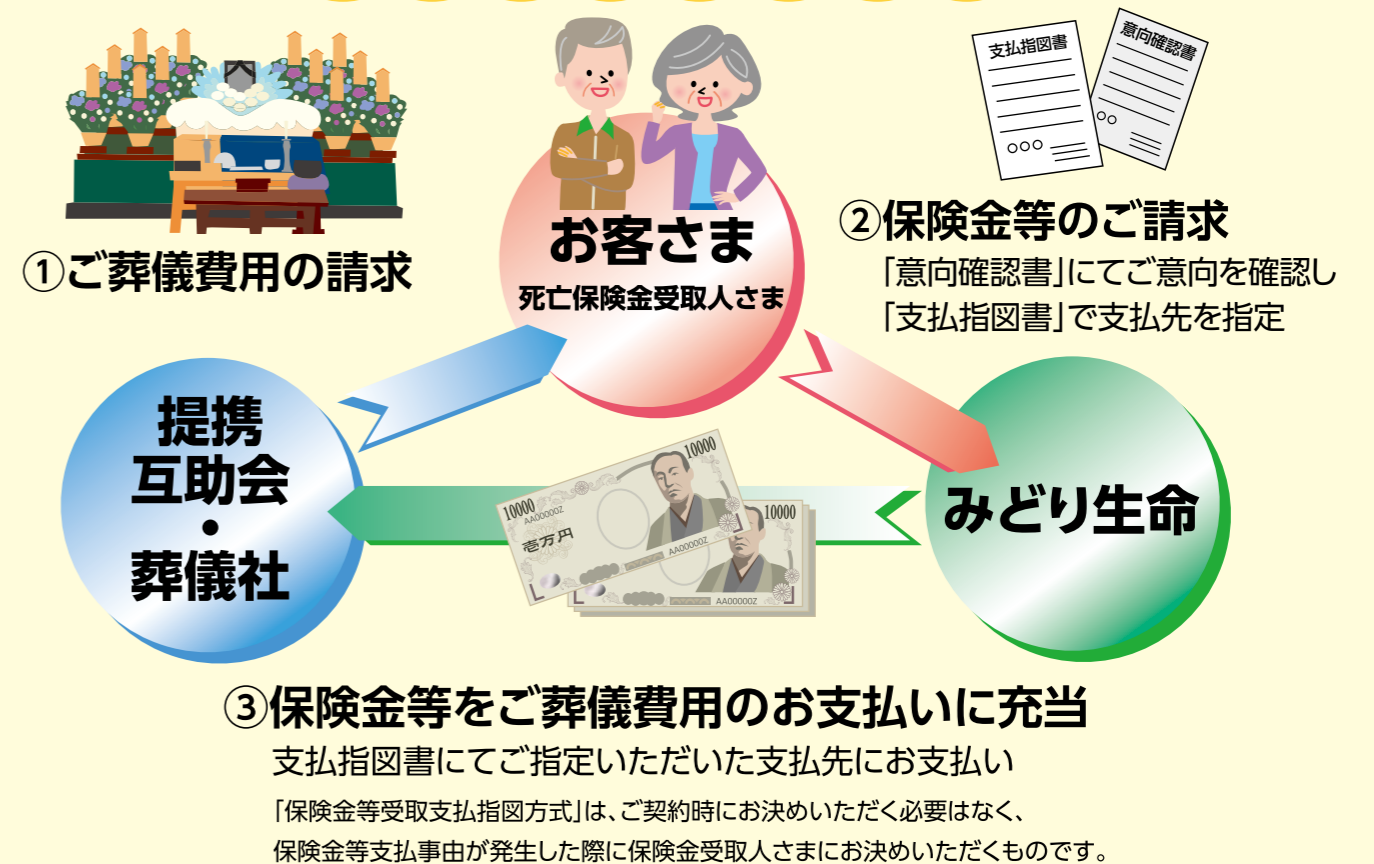 支払指図書
意向確認書
○○○
○○
お客さま
死亡保険金受取人さま
①ご葬儀費用の請求
②保険金等のご請求
「意向確認書」にてご意向を確認し
「支払指図書」で支払先を指定
提携
互助会
・
葬儀社
みどり生命
10000
10000
AA00000Z
壱万円
AA00000Z
10000
AA00000Z
③保険金等をご葬儀費用のお支払いに充当
支払指図書にてご指定いただいた支払先にお支払い
「保険金等受取支払指図方式」は、ご契約時にお決めいただく必要はなく、
保険金等支払事由が発生した際に保険金受取人さまにお決めいただくものです。